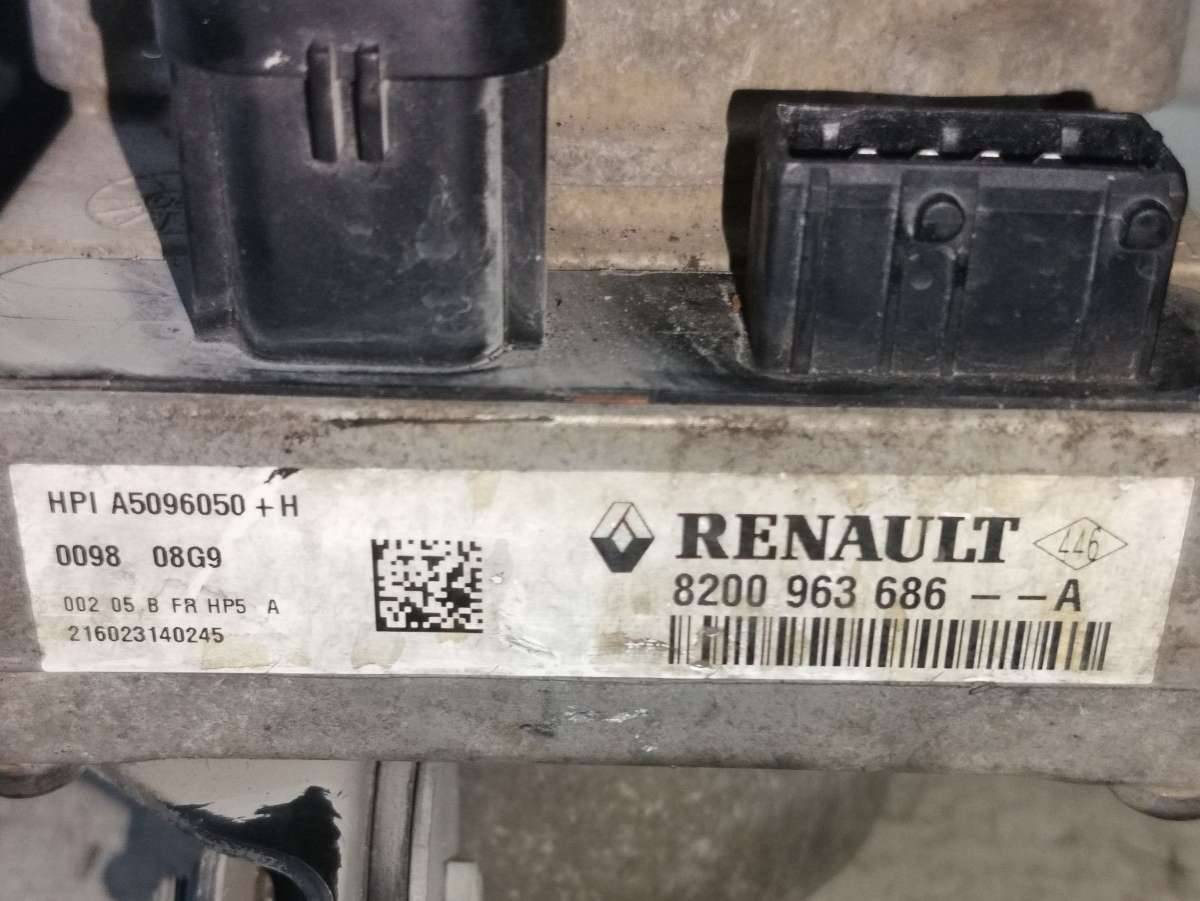 HPI A5096050 + H
0098 08G9
002 05 B FR HP5 A
216023140245
RENAULT 446
8200 963 686 - - A